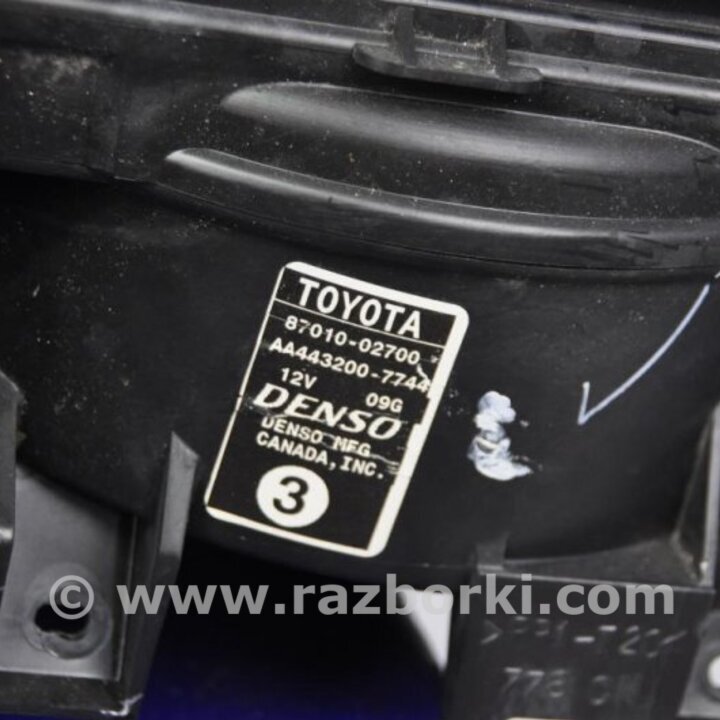 TOYOTA
87010-02700
AA443200-7744
12V 09G
DENSO
DENSO MFG
CANADA, INC.
3
© www.razborki.com